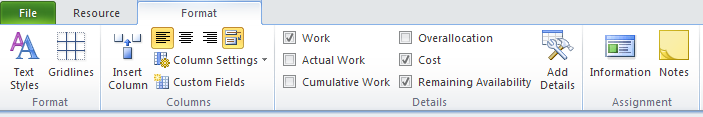 File Resource Format
Text Styles
Gridlines
Format
Insert Column
Column Settings
Custom Fields
Columns
Work
Actual Work
Cumulative Work
Overallocation
Cost
Remaining Availability
Add Details
Details
Information
Notes
Assignment